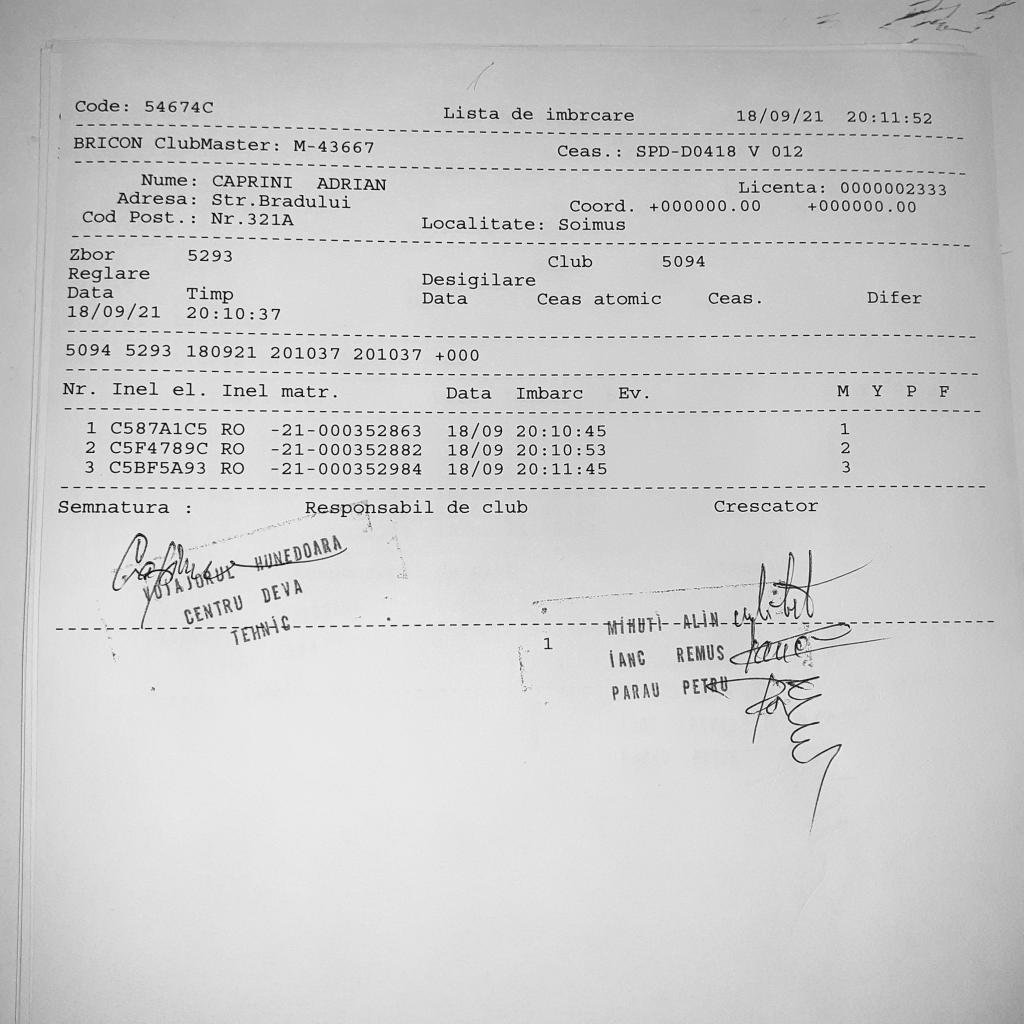 Code: 54674C Lista de imbrcare 18/09/21 20:11:52
BRICON ClubMaster: M-43667 Ceas.: SPD-D0418 V 012
Nume: CAPRINI ADRIAN Licenta: 0000002333
Adresa: Str.Bradului Coord. +000000.00 +000000.00
Cod Post.: Nr.321A Localitate: Soimus
Zbor 5293 Club 5094
Reglare Desigilare
Data Timp Data Ceas atomic Ceas. Difer
18/09/21 20:10:37
5094 5293 180921 201037 201037 +000
Nr. Inel el. Inel matr. Data Imbarc Ev. M Y P F
1 C587A1C5 RO -21-000352863 18/09 20:10:45 1
2 C5F4789C RO -21-000352882 18/09 20:10:53 2
3 C5BF5A93 RO -21-000352984 18/09 20:11:45 3
Semnatura : Responsabil de club Crescator
VOIAJORUL HUNEDOARA
CENTRU DEVA
TEHNIC
1
MIHUTI ALIN
IANC REMUS
PARAU PETRU